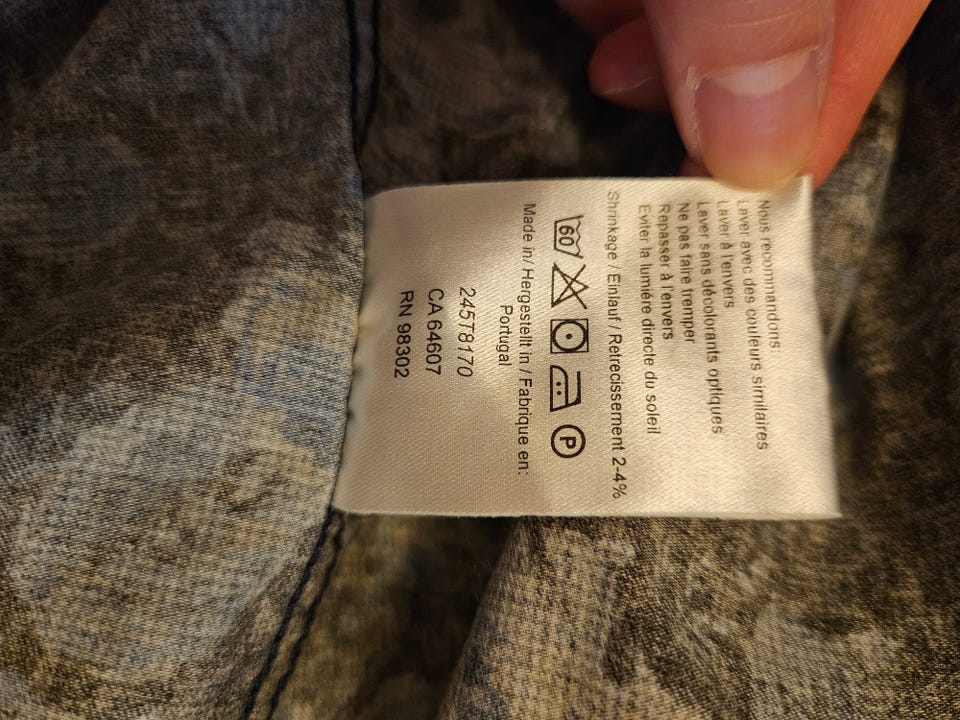 Nous recommandons:
Laver avec des couleurs similaires
Laver à l'envers
Laver sans décolorants optiques
Ne pas faire tremper
Repasser à l'envers
Eviter la lumière directe du soleil
Shrinkage / Einlauf / Retrecissement 2-4%
60 P
Made in/ Hergestellt in / Fabrique en:
Portugal
245T8170
CA 64607
RN 98302